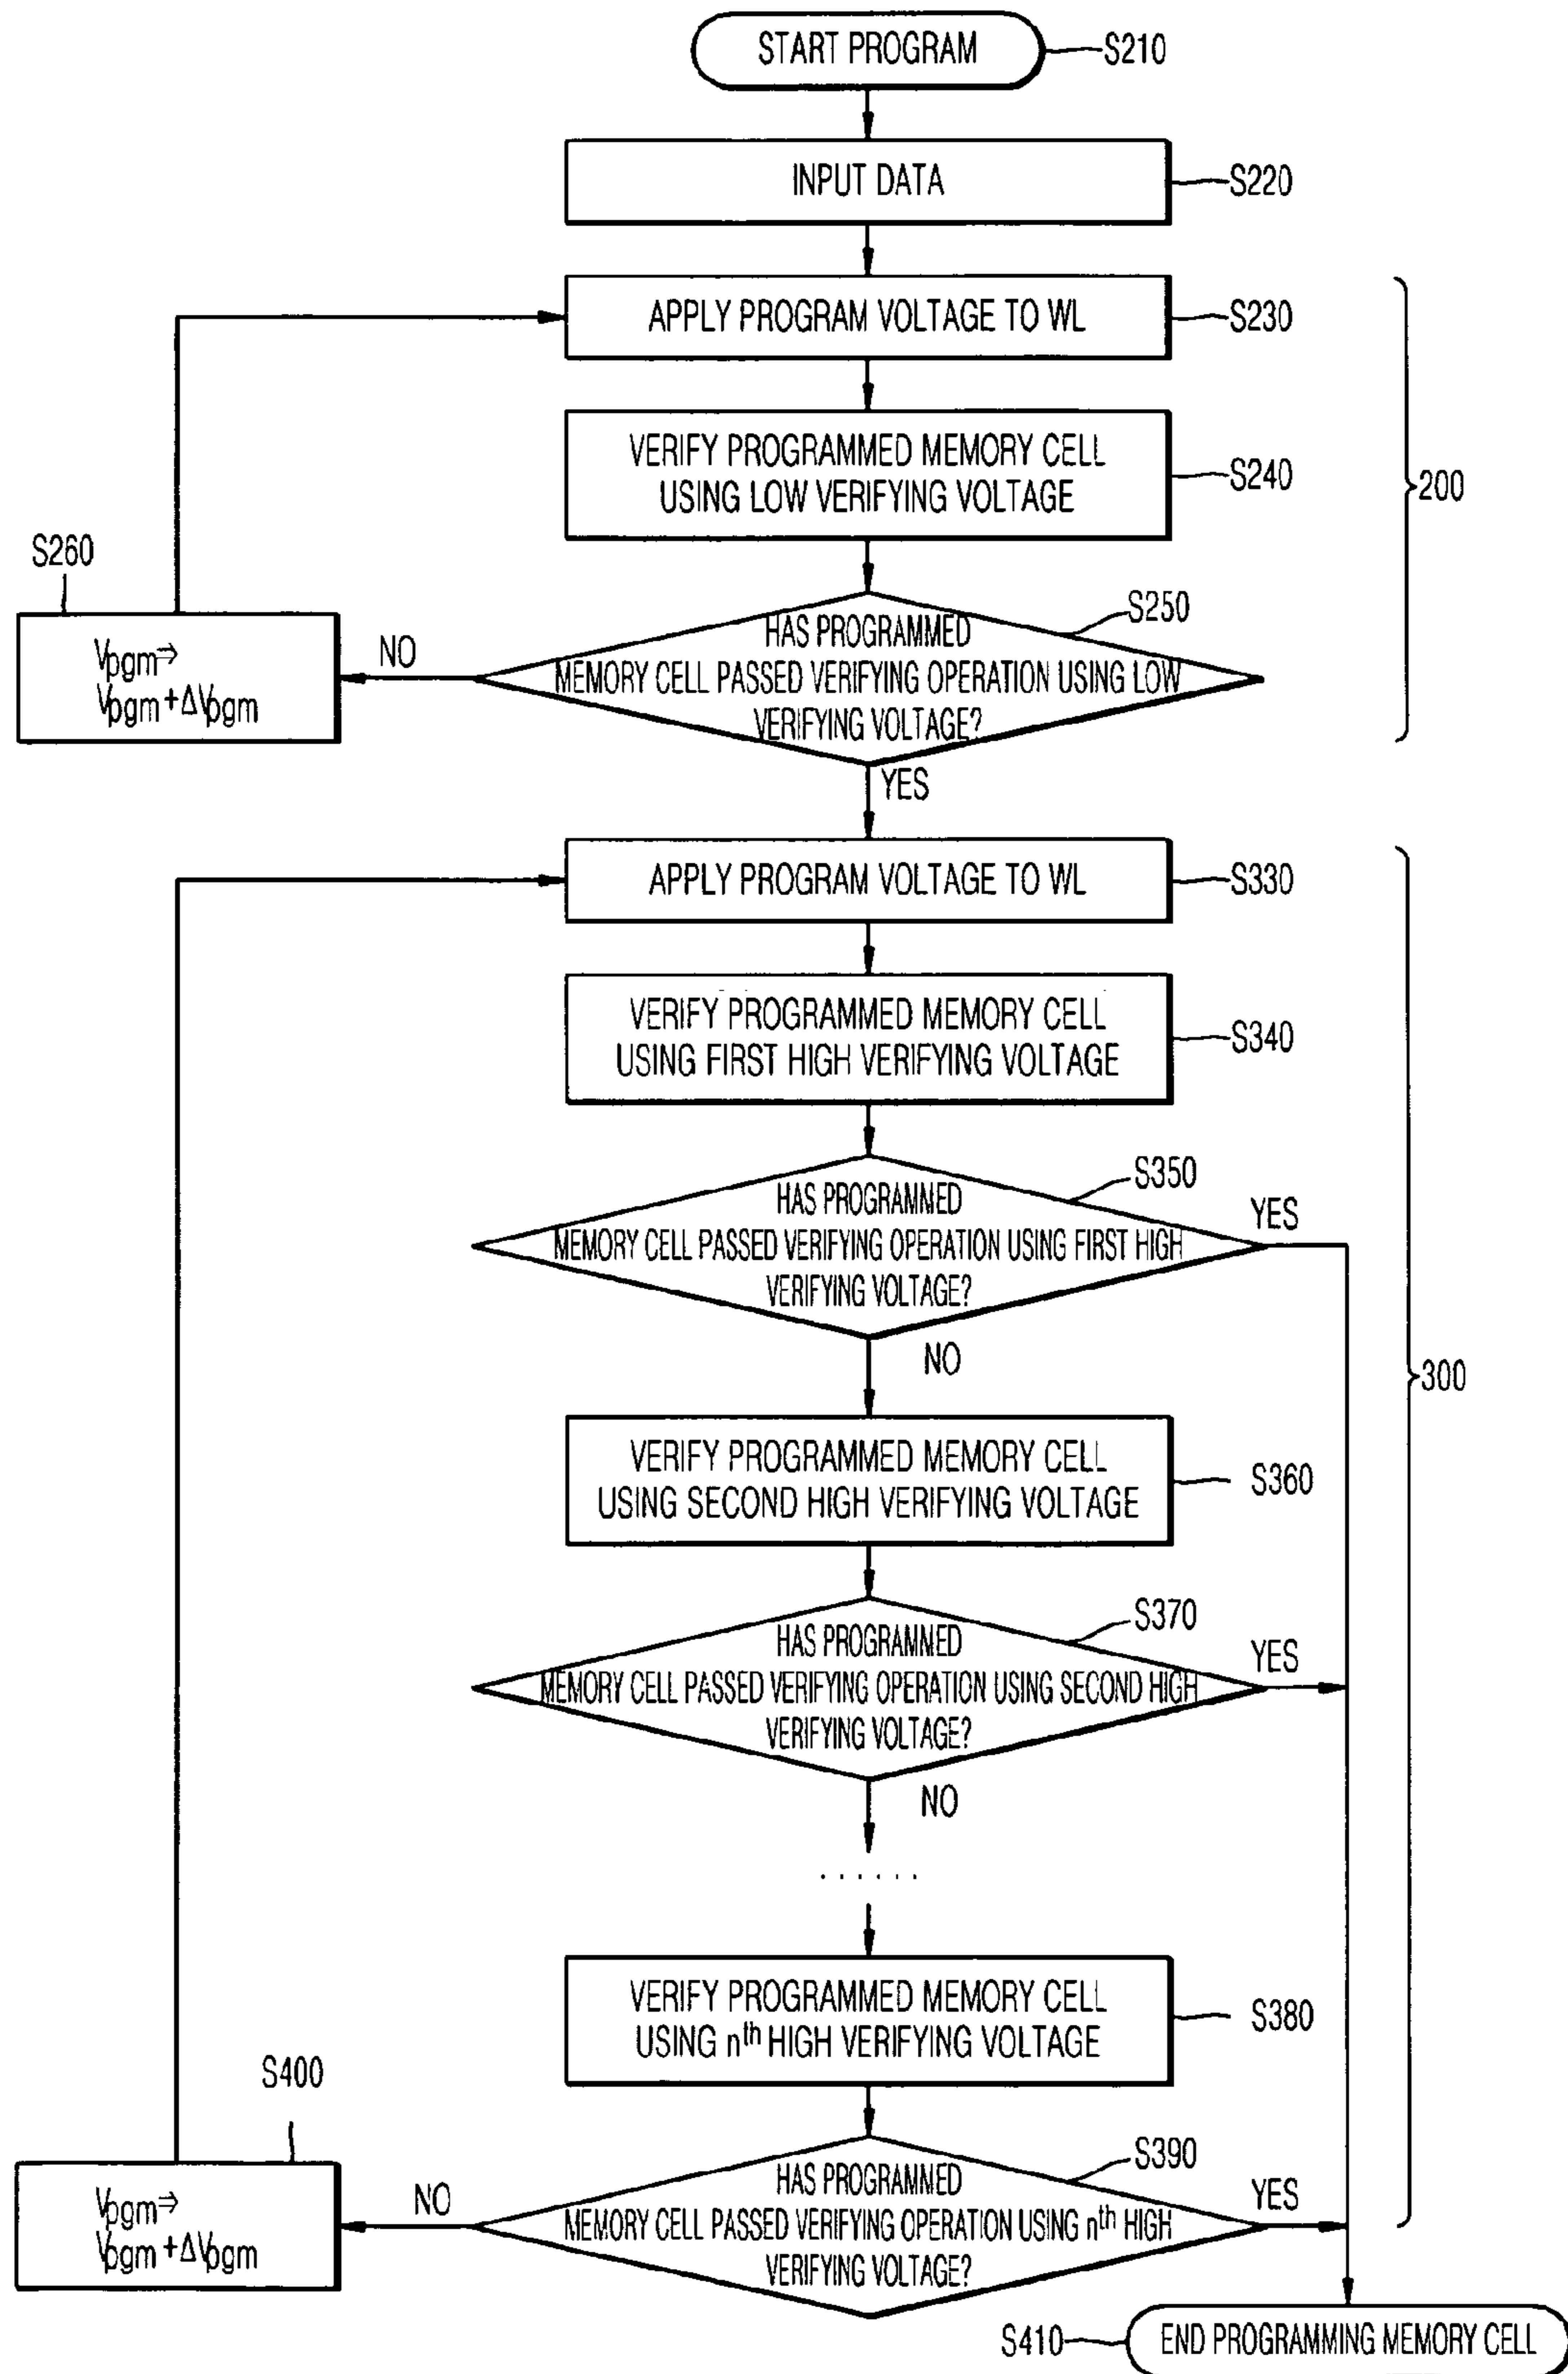 START PROGRAM
S210
INPUT DATA
S220
APPLY PROGRAM VOLTAGE TO WL
S230
VERIFY PROGRAMMED MEMORY CELL
USING LOW VERIFYING VOLTAGE
S240
200
S260
Vpgm⇒
Vpgm+ΔVpgm
NO
HAS PROGRAMMED
MEMORY CELL PASSED VERIFYING OPERATION USING LOW
VERIFYING VOLTAGE?
S250
YES
APPLY PROGRAM VOLTAGE TO WL
S330
VERIFY PROGRAMMED MEMORY CELL
USING FIRST HIGH VERIFYING VOLTAGE
S340
HAS PROGRAMMED
MEMORY CELL PASSED VERIFYING OPERATION USING FIRST HIGH
VERIFYING VOLTAGE?
S350
YES
NO
300
VERIFY PROGRAMMED MEMORY CELL
USING SECOND HIGH VERIFYING VOLTAGE
S360
HAS PROGRAMMED
MEMORY CELL PASSED VERIFYING OPERATION USING SECOND HIGH
VERIFYING VOLTAGE?
S370
YES
NO
......
VERIFY PROGRAMMED MEMORY CELL
USING nth HIGH VERIFYING VOLTAGE
S380
S400
Vpgm⇒
Vpgm+ΔVpgm
NO
HAS PROGRAMMED
MEMORY CELL PASSED VERIFYING OPERATION USING nth HIGH
VERIFYING VOLTAGE?
S390
YES
S410
END PROGRAMMING MEMORY CELL